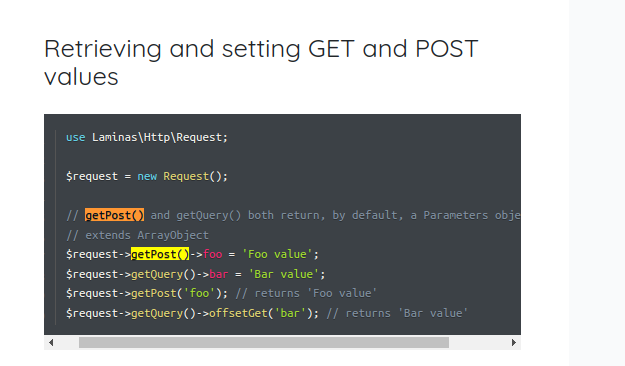 Retrieving and setting GET and POST
values
use Laminas\Http\Request;
$request = new Request();
// getPost() and getQuery() both return, by default, a Parameters obje
// extends ArrayObject
$request->getPost()->foo = 'Foo value';
$request->getQuery()->bar = 'Bar value';
$request->getPost('foo'); // returns 'Foo value'
$request->getQuery()->offsetGet('bar'); // returns 'Bar value'